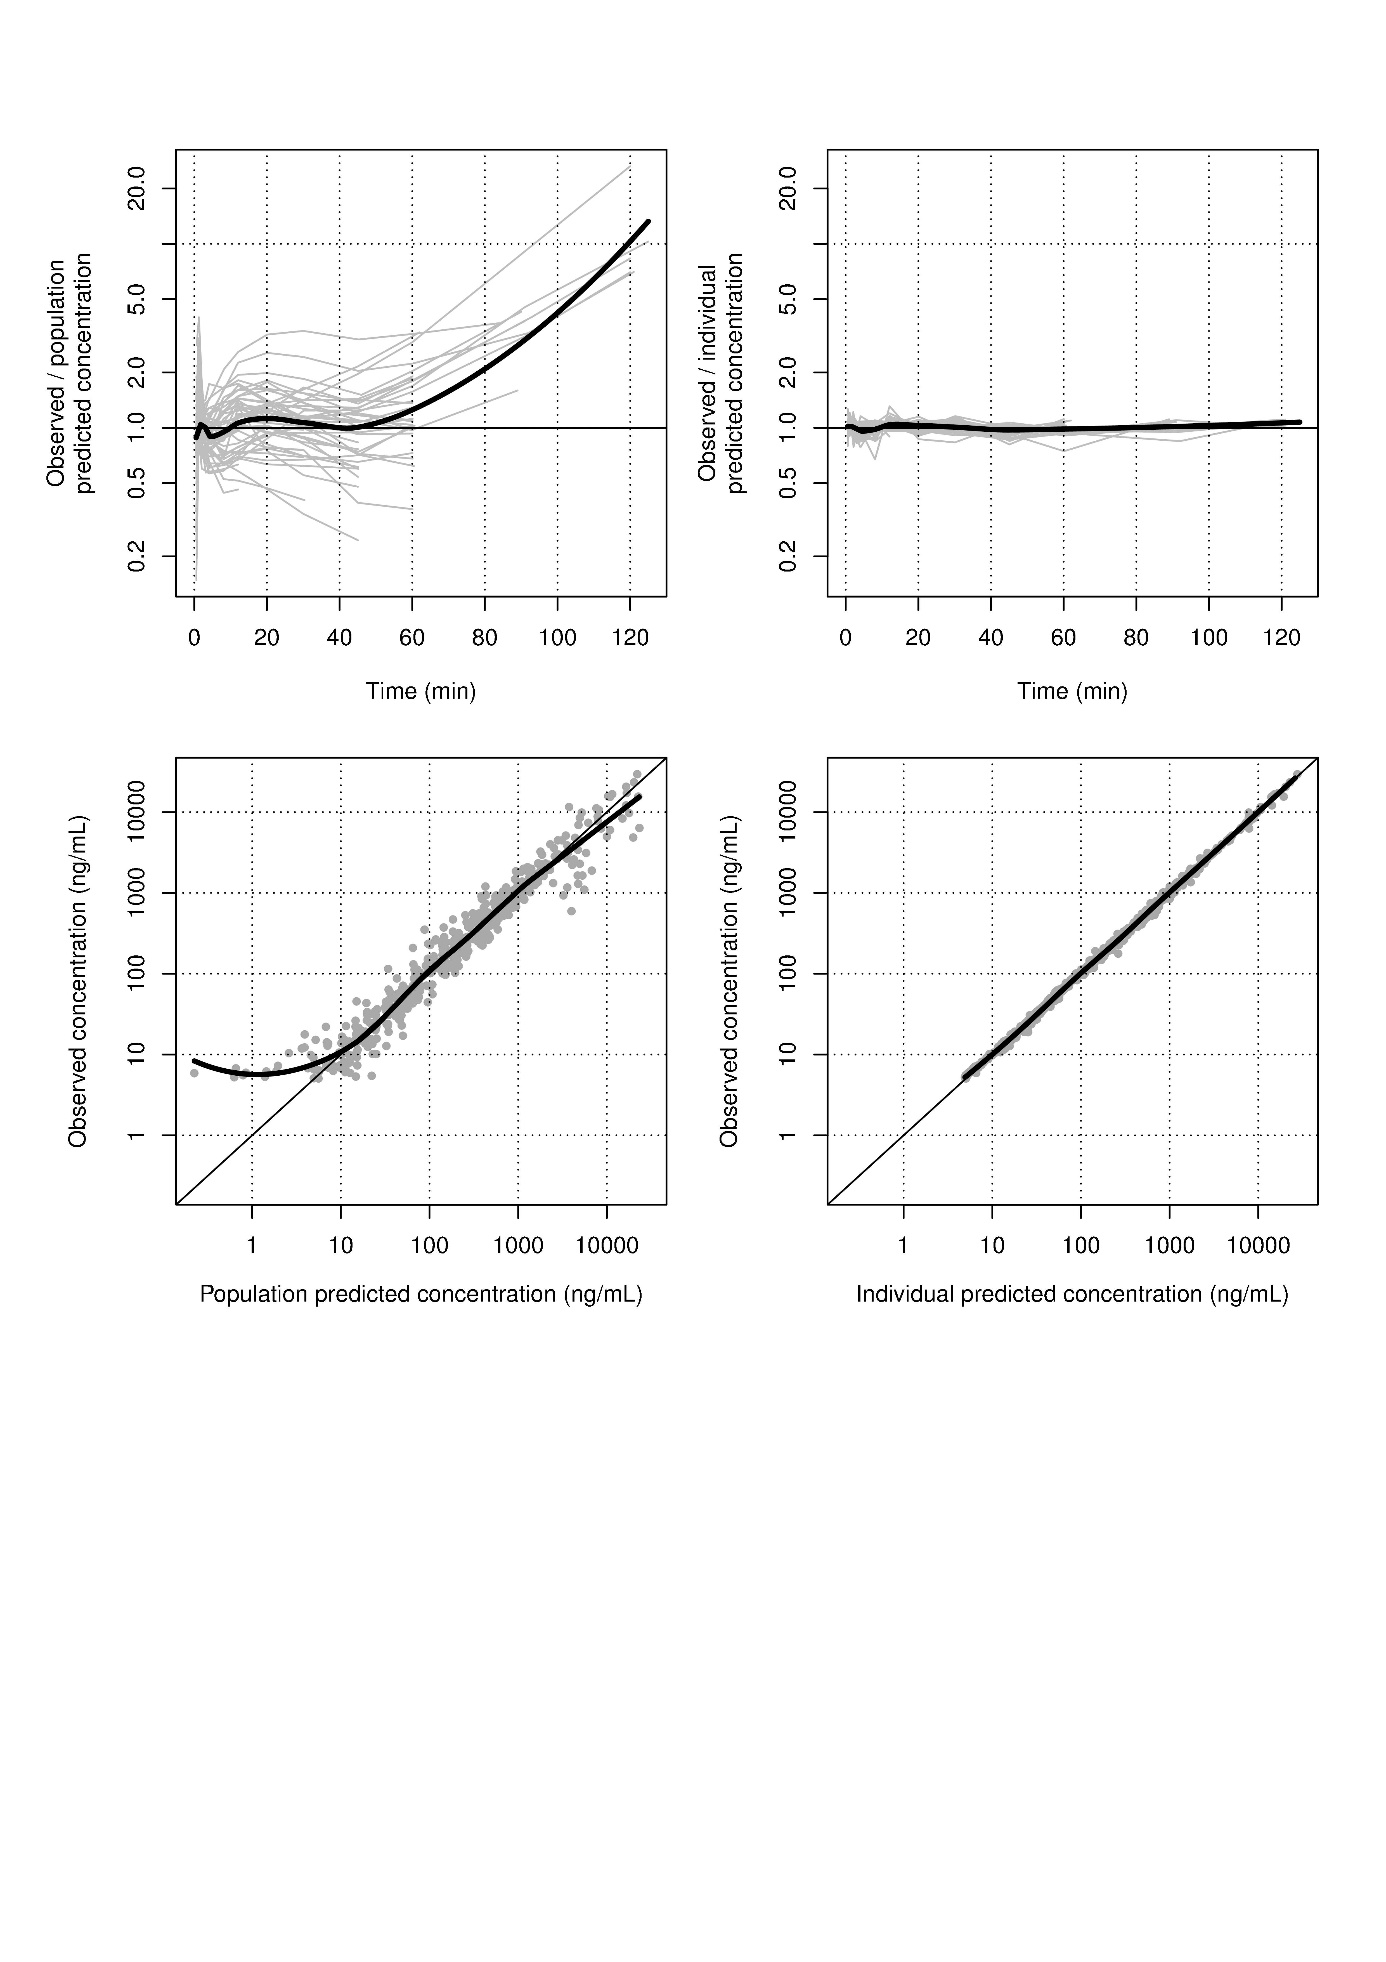 Observed / population
predicted concentration
20.0
5.0
2.0
1.0
0.5
0.2
0 20 40 60 80 100 120
Time (min)
Observed / individual
predicted concentration
20.0
5.0
2.0
1.0
0.5
0.2
0 20 40 60 80 100 120
Time (min)
Observed concentration (ng/mL)
10000
1000
100
10
1
1 10 100 1000 10000
Population predicted concentration (ng/mL)
Observed concentration (ng/mL)
10000
1000
100
10
1
1 10 100 1000 10000
Individual predicted concentration (ng/mL)